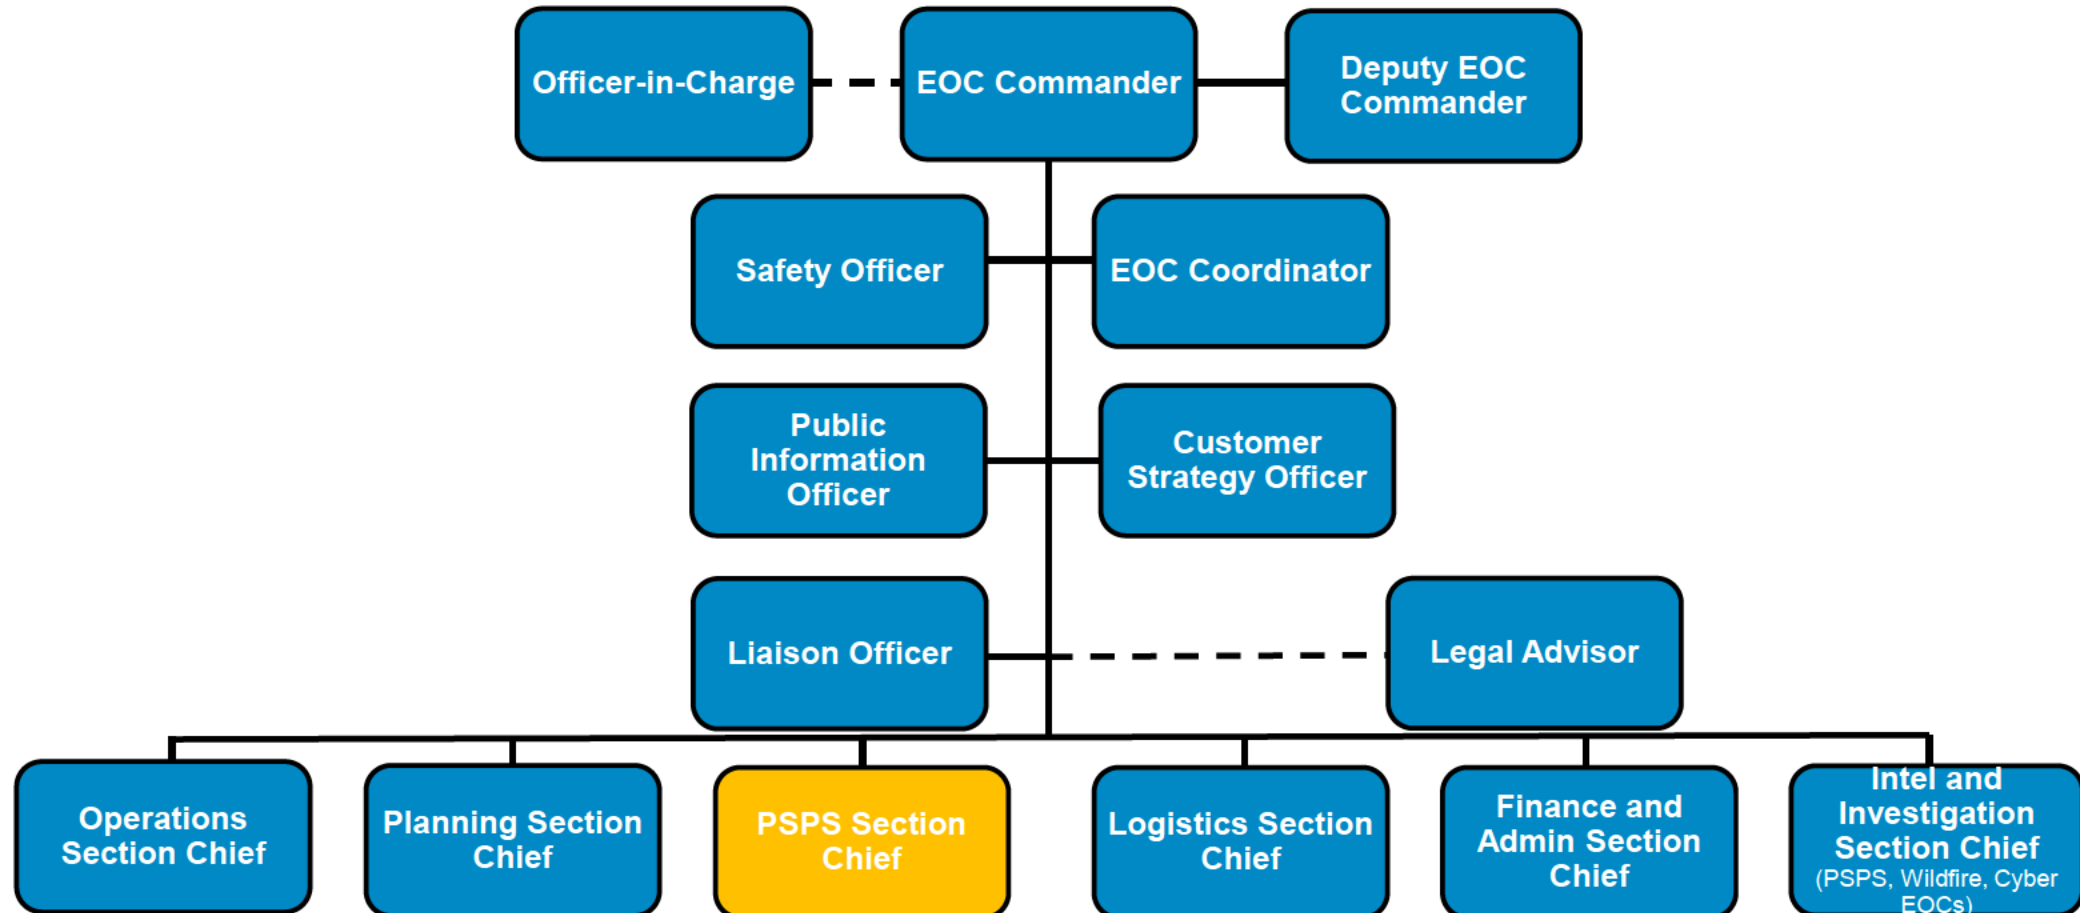 Officer-in-Charge
EOC Commander
Deputy EOC
Commander
Safety Officer
EOC Coordinator
Public
Information
Officer
Customer
Strategy Officer
Liaison Officer
Legal Advisor
Operations
Section Chief
Planning Section
Chief
PSPS Section
Chief
Logistics Section
Chief
Finance and
Admin Section
Chief
Intel and
Investigation
Section Chief
(PSPS, Wildfire, Cyber
EOCs)